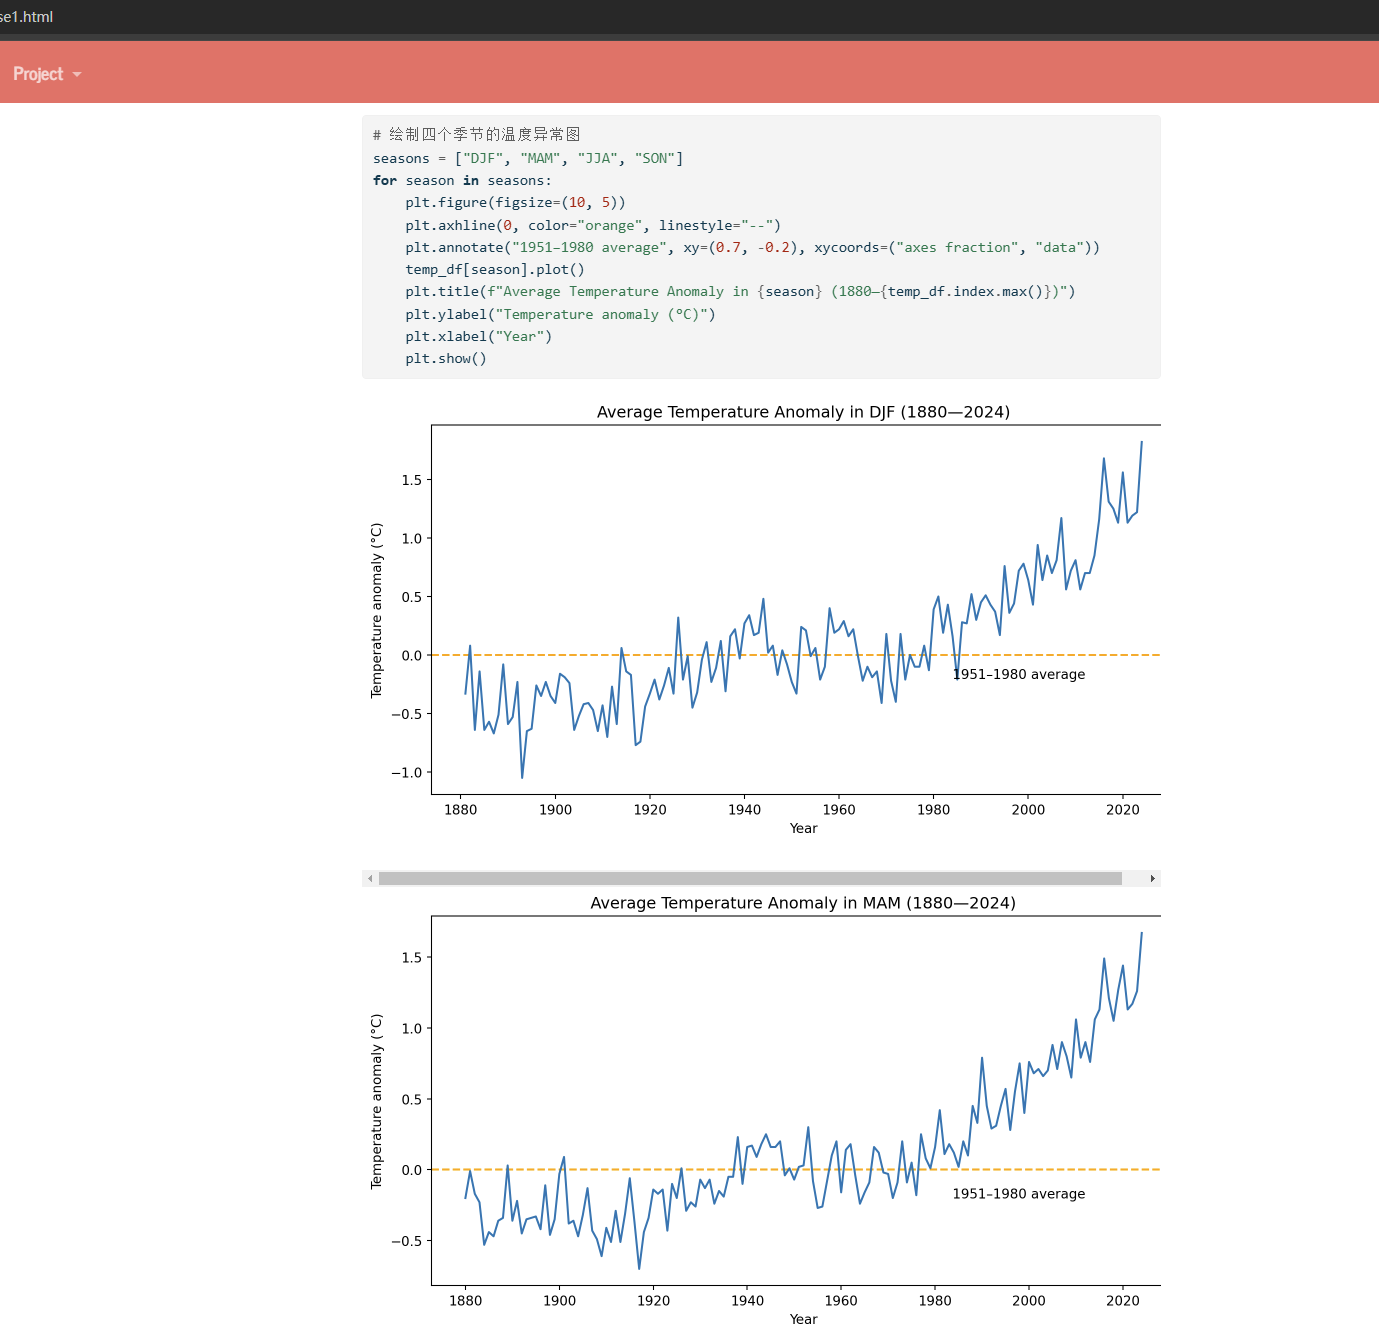 se1.html
Project
# 绘制四个季节的温度异常图
seasons = ["DJF", "MAM", "JJA", "SON"]
for season in seasons:
    plt.figure(figsize=(10, 5))
    plt.axhline(0, color="orange", linestyle="--")
    plt.annotate("1951–1980 average", xy=(0.7, -0.2), xycoords=("axes fraction", "data"))
    temp_df[season].plot()
    plt.title(f"Average Temperature Anomaly in {season} (1880—{temp_df.index.max()})")
    plt.ylabel("Temperature anomaly (°C)")
    plt.xlabel("Year")
    plt.show()
Average Temperature Anomaly in DJF (1880—2024)
Temperature anomaly (°C)
1.5
1.0
0.5
0.0
−0.5
−1.0
1951–1980 average
1880 1900 1920 1940 1960 1980 2000 2020
Year
Average Temperature Anomaly in MAM (1880—2024)
Temperature anomaly (°C)
1.5
1.0
0.5
0.0
−0.5
1951–1980 average
1880 1900 1920 1940 1960 1980 2000 2020
Year